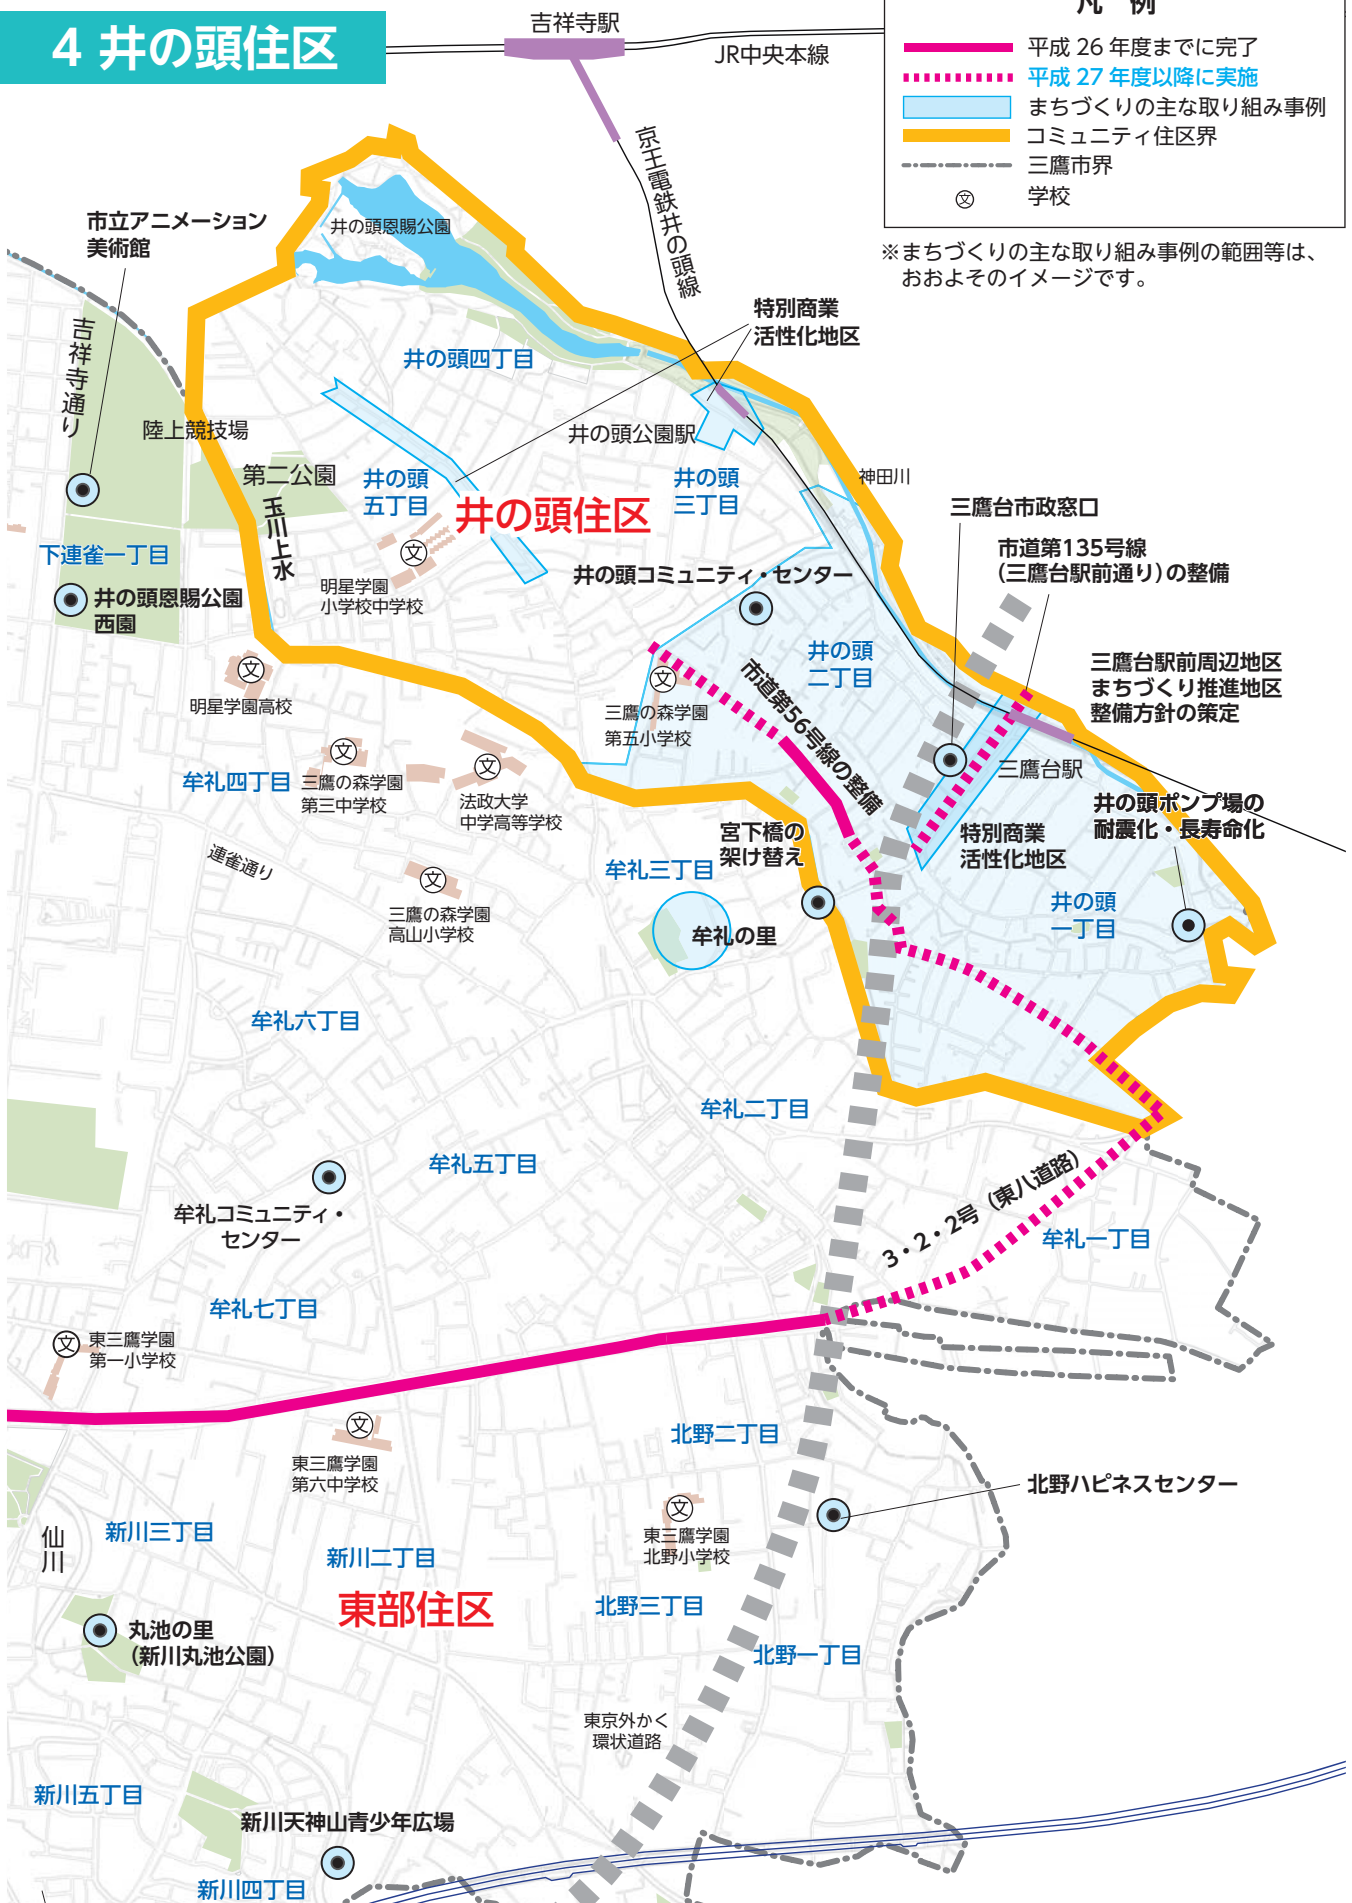 4 井の頭住区
吉祥寺駅
JR中央本線
凡 例
平成 26 年度までに完了
平成 27 年度以降に実施
まちづくりの主な取り組み事例
コミュニティ住区界
三鷹市界
文
学校
※まちづくりの主な取り組み事例の範囲等は、
おおよそのイメージです。
京王電鉄井の頭線
市立アニメーション
美術館
井の頭恩賜公園
特別商業
活性化地区
吉祥寺通り
井の頭四丁目
陸上競技場
井の頭公園駅
第二公園
井の頭
五丁目
井の頭
三丁目
神田川
玉川上水
井の頭住区
三鷹台市政窓口
下連雀一丁目
文
市道第135号線
(三鷹台駅前通り)の整備
明星学園
小学校中学校
井の頭コミュニティ・センター
井の頭恩賜公園
西園
井の頭
二丁目
三鷹台駅前周辺地区
まちづくり推進地区
整備方針の策定
文
明星学園高校
文
三鷹の森学園
第五小学校
市道第56号線の整備
文
三鷹の森学園
第三中学校
牟礼四丁目
文
法政大学
中学高等学校
三鷹台駅
井の頭ポンプ場の
耐震化・長寿命化
宮下橋の
架け替え
特別商業
活性化地区
連雀通り
文
三鷹の森学園
高山小学校
牟礼三丁目
牟礼の里
井の頭
一丁目
牟礼六丁目
牟礼二丁目
牟礼五丁目
牟礼コミュニティ・
センター
3・2・2号(東八道路)
牟礼一丁目
牟礼七丁目
文
東三鷹学園
第一小学校
文
東三鷹学園
第六中学校
北野二丁目
北野ハピネスセンター
文
東三鷹学園
北野小学校
仙川
新川三丁目
新川二丁目
東部住区
北野三丁目
丸池の里
(新川丸池公園)
北野一丁目
東京外かく
環状道路
新川五丁目
新川天神山青少年広場
新川四丁目